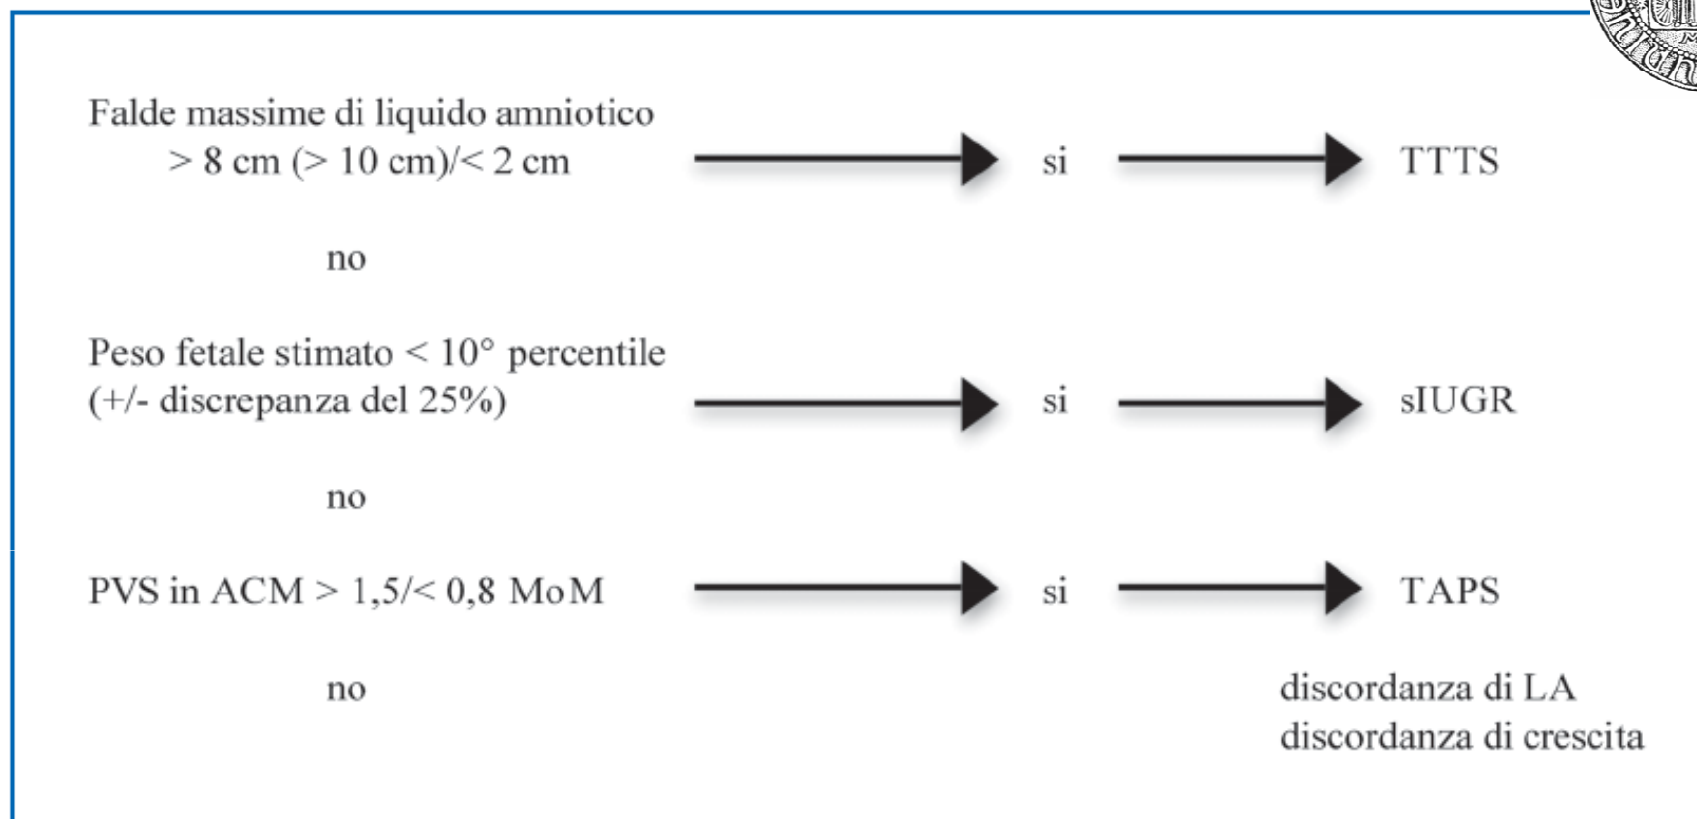 Falde massime di liquido amniotico
> 8 cm (> 10 cm)/< 2 cm
si
TTTS
no
Peso fetale stimato < 10° percentile
(+/- discrepanza del 25%)
si
sIUGR
no
PVS in ACM > 1,5/< 0,8 MoM
si
TAPS
no
discordanza di LA
discordanza di crescita